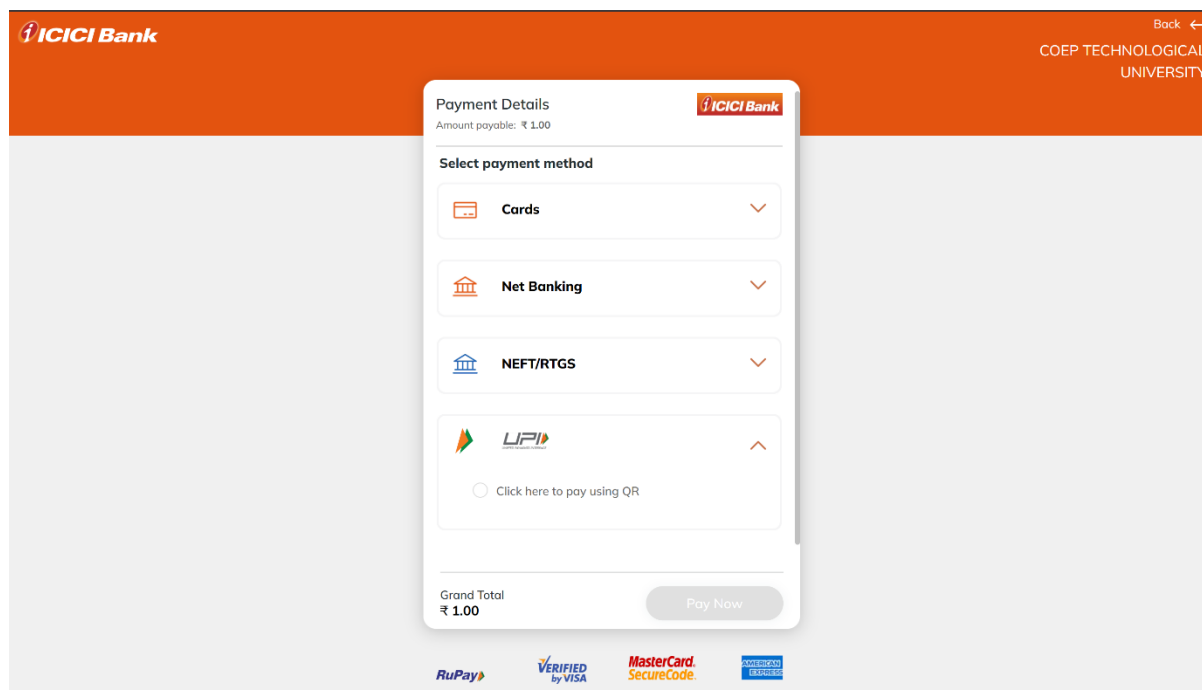 ICICI Bank
Back
COEP TECHNOLOGICAL
UNIVERSITY
Payment Details
ICICI Bank
Amount payable: ₹ 1.00
Select payment method
Cards
Net Banking
NEFT/RTGS
UPI
Click here to pay using QR
Grand Total
₹ 1.00
Pay Now
RuPay
VERIFIED
by VISA
MasterCard.
SecureCode.
AMERICAN
EXPRESS